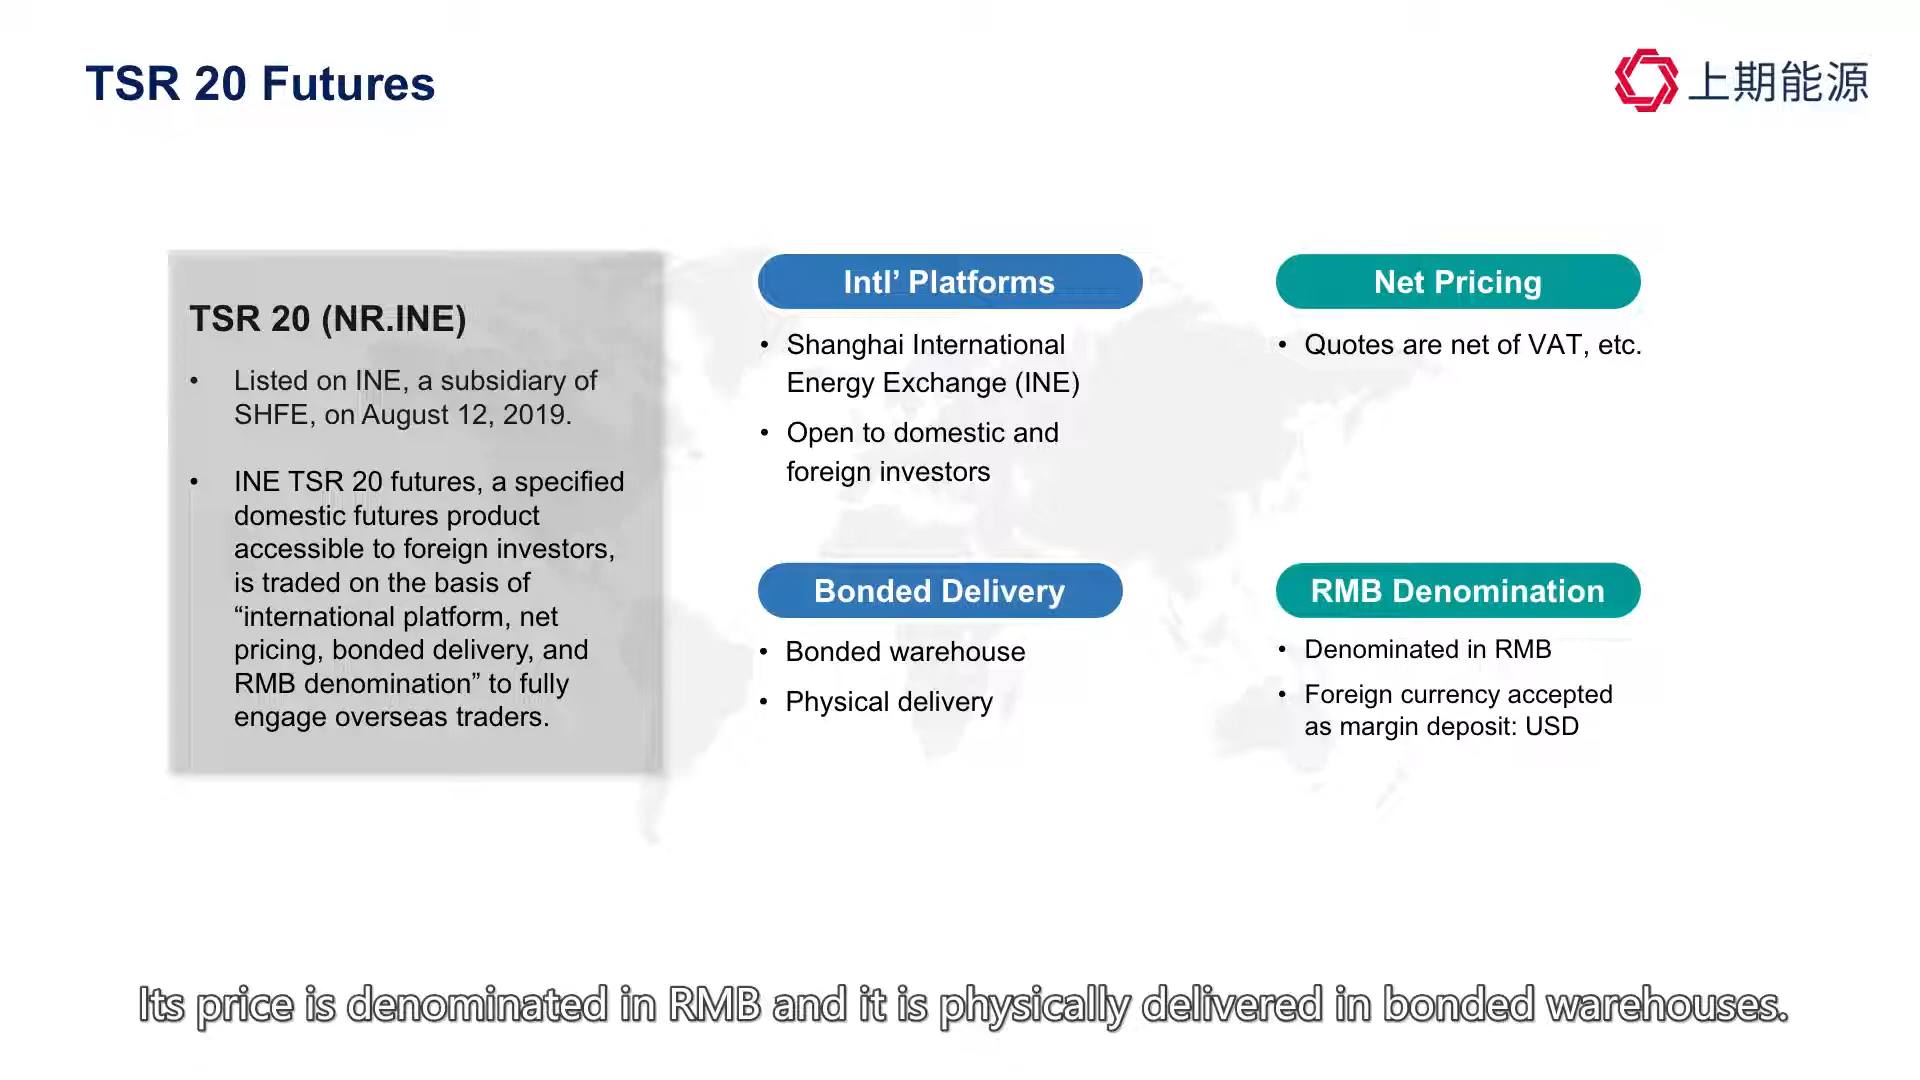 TSR 20 Futures
上期能源
TSR 20 (NR.INE)
• Listed on INE, a subsidiary of
SHFE, on August 12, 2019.
• INE TSR 20 futures, a specified
domestic futures product
accessible to foreign investors,
is traded on the basis of
“international platform, net
pricing, bonded delivery, and
RMB denomination” to fully
engage overseas traders.
Intl’ Platforms
• Shanghai International
Energy Exchange (INE)
• Open to domestic and
foreign investors
Net Pricing
• Quotes are net of VAT, etc.
Bonded Delivery
• Bonded warehouse
• Physical delivery
RMB Denomination
• Denominated in RMB
• Foreign currency accepted
as margin deposit: USD
Its price is denominated in RMB and it is physically delivered in bonded warehouses.